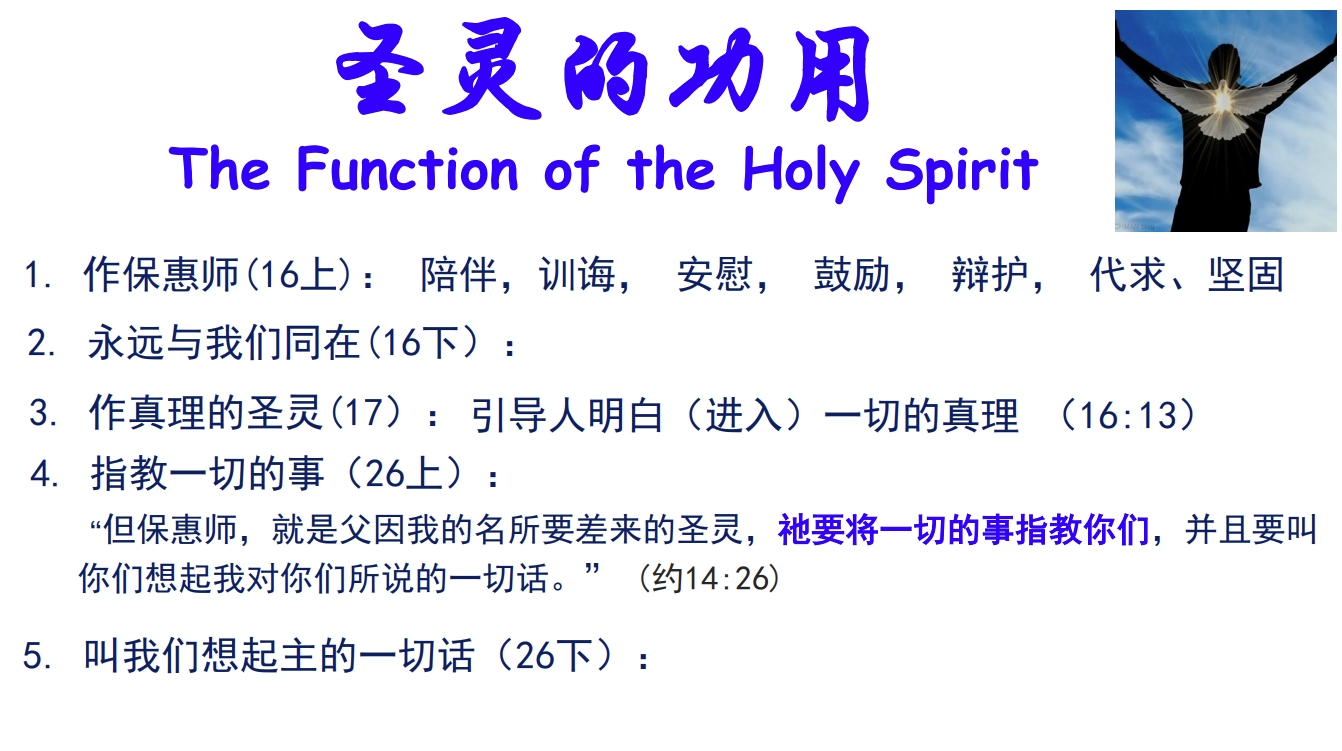 圣灵的功用
The Function of the Holy Spirit
1. 作保惠师(16上)： 陪伴，训诲， 安慰， 鼓励， 辩护， 代求、坚固
2. 永远与我们同在(16下）：
3. 作真理的圣灵(17）：引导人明白（进入）一切的真理 （16:13）
4. 指教一切的事（26上）：
“但保惠师，就是父因我的名所要差来的圣灵，祂要将一切的事指教你们，并且要叫
你们想起我对你们所说的一切话。” （约14:26)
5. 叫我们想起主的一切话（26下）：